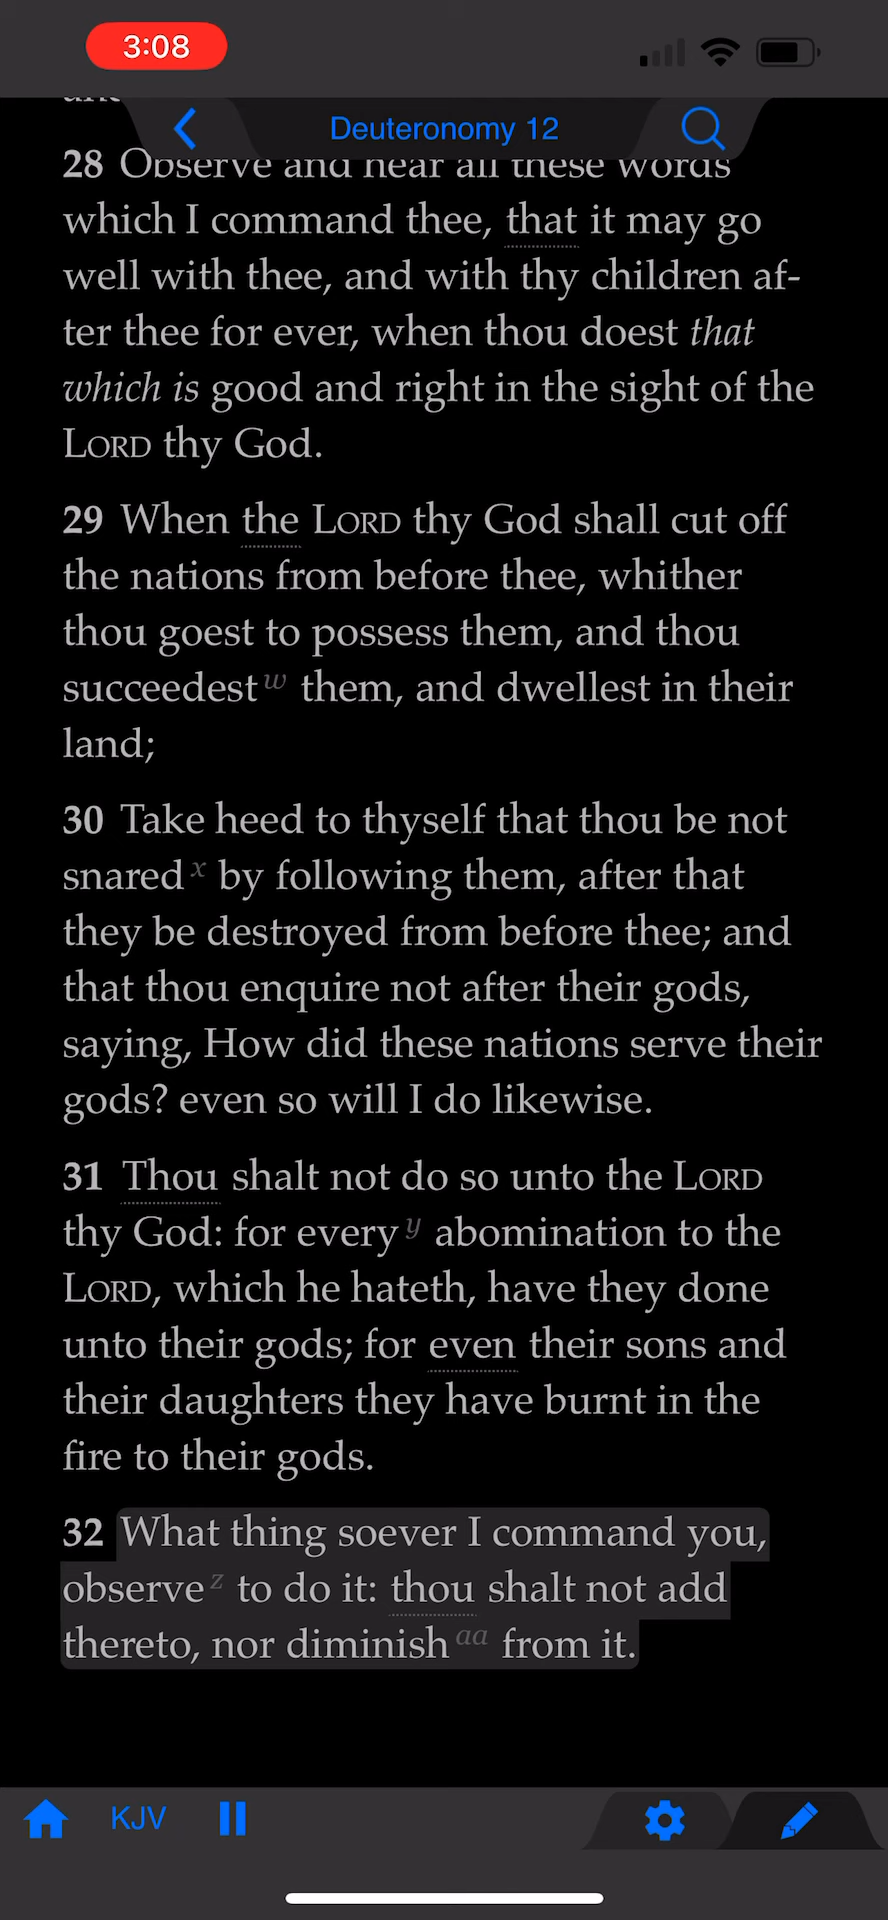 3:08
Deuteronomy 12
28 Observe and hear all these words
which I command thee, that it may go
well with thee, and with thy children af-
ter thee for ever, when thou doest that
which is good and right in the sight of the
LORD thy God.
29 When the LORD thy God shall cut off
the nations from before thee, whither
thou goest to possess them, and thou
succeedest w them, and dwellest in their
land;
30 Take heed to thyself that thou be not
snared x by following them, after that
they be destroyed from before thee; and
that thou enquire not after their gods,
saying, How did these nations serve their
gods? even so will I do likewise.
31 Thou shalt not do so unto the LORD
thy God: for every y abomination to the
LORD, which he hateth, have they done
unto their gods; for even their sons and
their daughters they have burnt in the
fire to their gods.
32 What thing soever I command you,
observe z to do it: thou shalt not add
thereto, nor diminish aa from it.
KJV